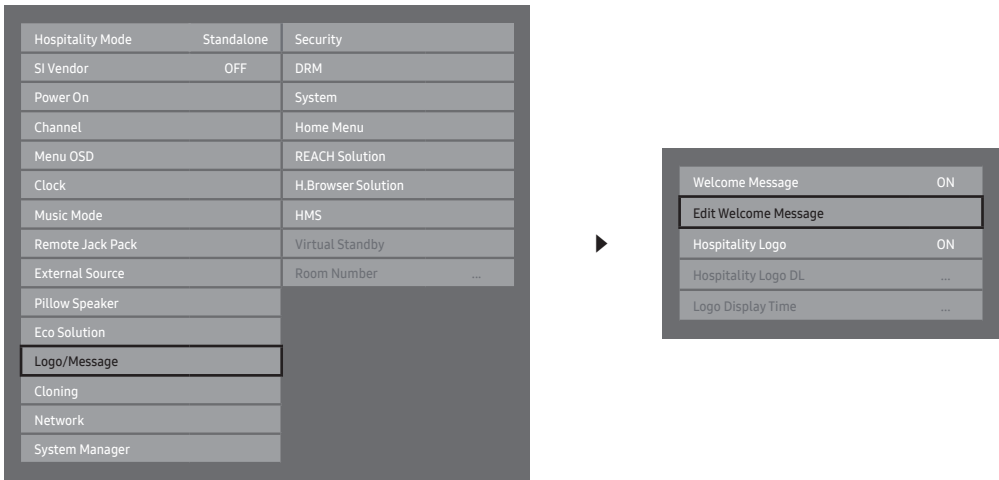 Hospitality Mode Standalone
SI Vendor OFF
Power On
Channel
Menu OSD
Clock
Music Mode
Remote Jack Pack
External Source
Pillow Speaker
Eco Solution
Logo/Message
Cloning
Network
System Manager
Security
DRM
System
Home Menu
REACH Solution
H.Browser Solution
HMS
Virtual Standby
Room Number ...
Welcome Message ON
Edit Welcome Message
Hospitality Logo ON
Hospitality Logo DL ...
Logo Display Time ...